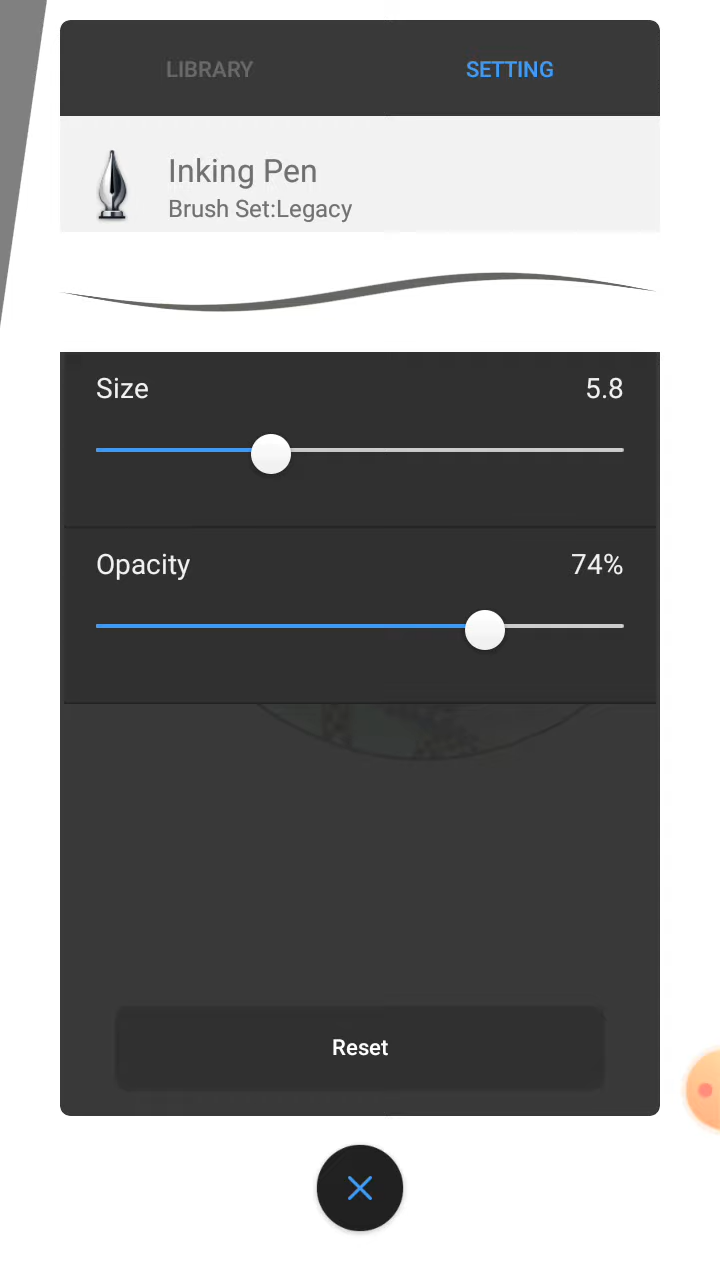 LIBRARY SETTING
Inking Pen
Brush Set:Legacy
Size 5.8
Opacity 74%
Reset